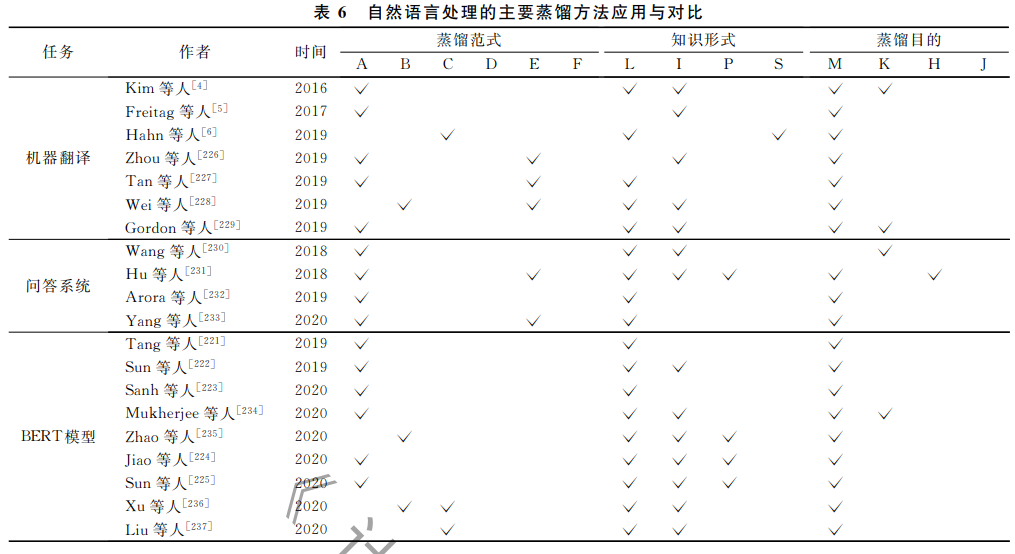 表 6 自然语言处理的主要蒸馏方法应用与对比
任务 作者 时间 蒸馏范式 知识形式 蒸馏目的
A B C D E F L I P S M K H J
Kim 等人[4] 2016 ✓ ✓ ✓ ✓ ✓
Freitag 等人[5] 2017 ✓ ✓ ✓
Hahn 等人[6] 2019 ✓ ✓ ✓ ✓
机器翻译 Zhou 等人[226] 2019 ✓ ✓ ✓ ✓
Tan 等人[227] 2019 ✓ ✓ ✓ ✓
Wei 等人[228] 2019 ✓ ✓ ✓ ✓ ✓
Gordon 等人[229] 2019 ✓ ✓ ✓ ✓ ✓
Wang 等人[230] 2018 ✓ ✓ ✓ ✓
问答系统 Hu 等人[231] 2018 ✓ ✓ ✓ ✓ ✓ ✓ ✓
Arora 等人[232] 2019 ✓ ✓ ✓
Yang 等人[233] 2020 ✓ ✓ ✓ ✓
Tang 等人[221] 2019 ✓ ✓ ✓
Sun 等人[222] 2019 ✓ ✓ ✓ ✓
Sanh 等人[223] 2020 ✓ ✓ ✓
Mukherjee 等人[234] 2020 ✓ ✓ ✓ ✓ ✓
BERT模型 Zhao 等人[235] 2020 ✓ ✓ ✓ ✓ ✓
Jiao 等人[224] 2020 ✓ ✓ ✓ ✓ ✓
Sun 等人[225] 2020 ✓ ✓ ✓ ✓ ✓
Xu 等人[236] 2020 ✓ ✓ ✓ ✓ ✓
Liu 等人[237] 2020 ✓ ✓ ✓ ✓